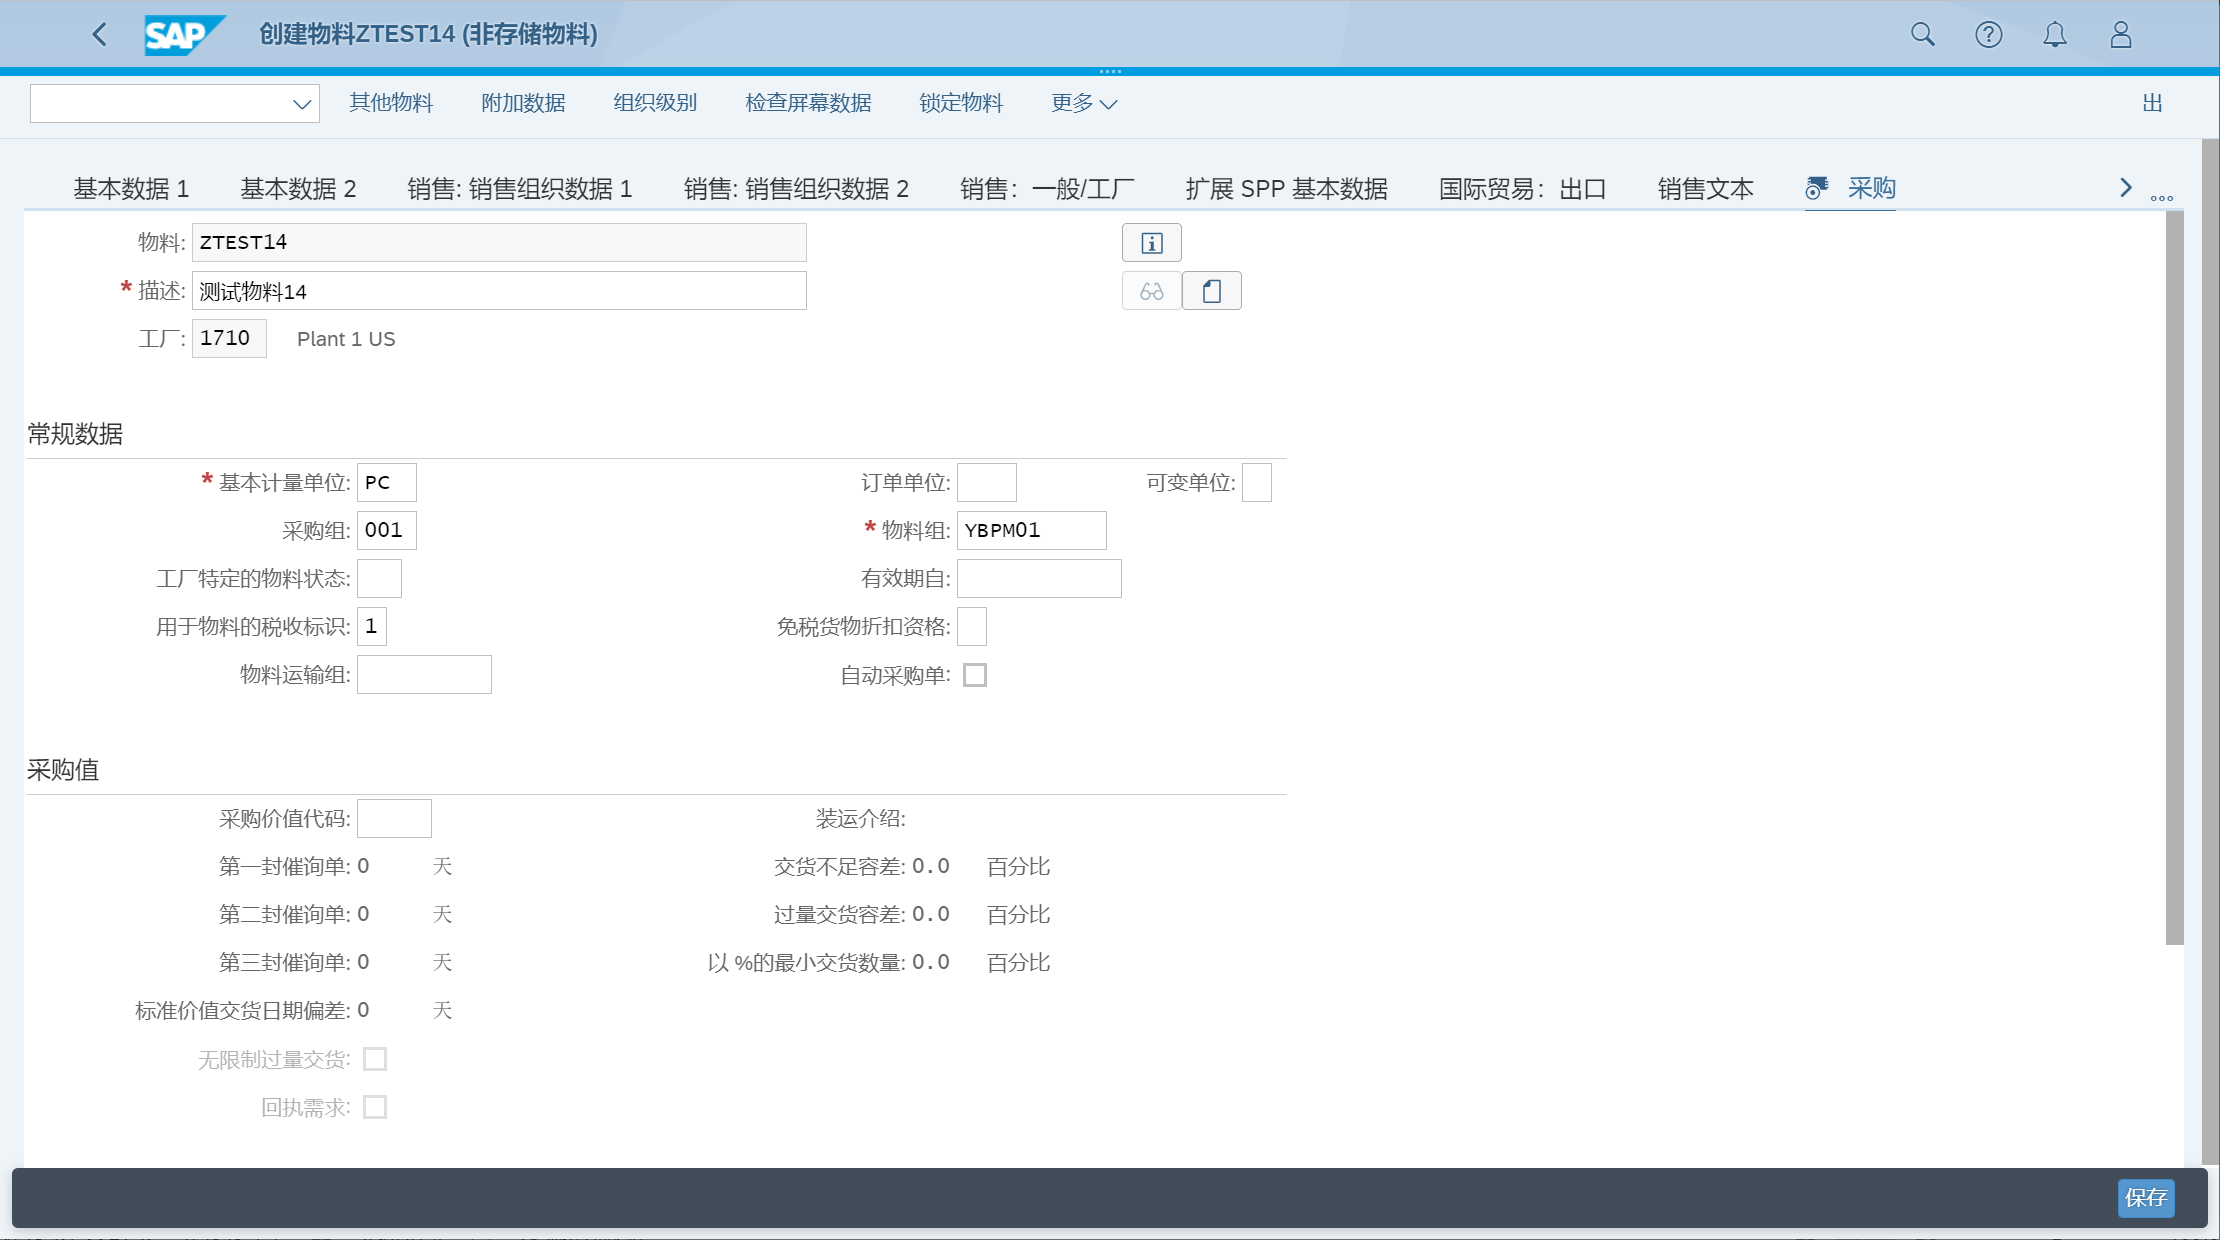 SAP 创建物料ZTEST14 (非存储物料)
其他物料 附加数据 组织级别 检查屏幕数据 锁定物料 更多 出
基本数据 1 基本数据 2 销售: 销售组织数据 1 销售: 销售组织数据 2 销售：一般/工厂 扩展 SPP 基本数据 国际贸易：出口 销售文本 采购
物料: ZTEST14
* 描述: 测试物料14
工厂: 1710 Plant 1 US
常规数据
* 基本计量单位: PC 订单单位: 可变单位:
采购组: 001 * 物料组: YBPM01
工厂特定的物料状态: 有效期自:
用于物料的税收标识: 1 免税货物折扣资格:
物料运输组: 自动采购单:
采购值
采购价值代码: 装运介绍:
第一封催询单: 0 天 交货不足容差: 0.0 百分比
第二封催询单: 0 天 过量交货容差: 0.0 百分比
第三封催询单: 0 天 以 %的最小交货数量: 0.0 百分比
标准价值交货日期偏差: 0 天
无限制过量交货:
回执需求:
保存